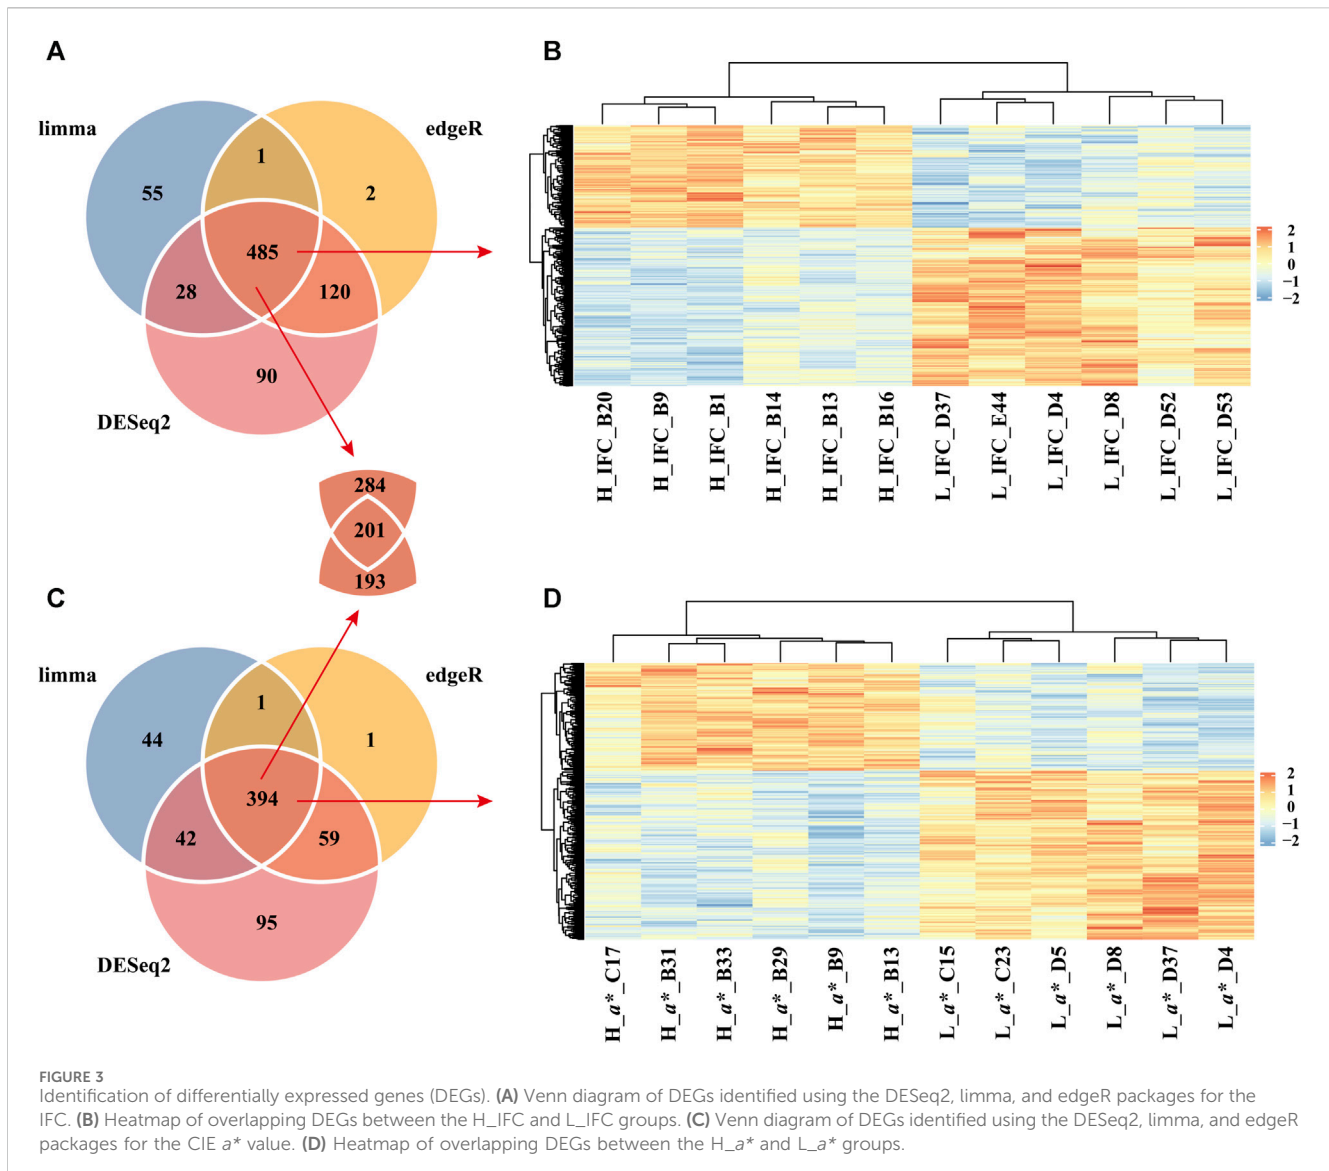 A
limma
edgeR
1
55
2
485
28
120
90
DESeq2
B
2
1
0
−1
−2
H_IFC_B20
H_IFC_B9
H_IFC_B1
H_IFC_B14
H_IFC_B13
H_IFC_B16
L_IFC_D37
L_IFC_E44
L_IFC_D4
L_IFC_D8
L_IFC_D52
L_IFC_D53
284
201
193
C
limma
edgeR
1
44
1
394
42
59
95
DESeq2
D
2
1
0
−1
−2
H_a*_C17
H_a*_B31
H_a*_B33
H_a*_B29
H_a*_B9
H_a*_B13
L_a*_C15
L_a*_C23
L_a*_D5
L_a*_D8
L_a*_D37
L_a*_D4
FIGURE 3
Identification of differentially expressed genes (DEGs). (A) Venn diagram of DEGs identified using the DESeq2, limma, and edgeR packages for the
IFC. (B) Heatmap of overlapping DEGs between the H_IFC and L_IFC groups. (C) Venn diagram of DEGs identified using the DESeq2, limma, and edgeR
packages for the CIE a* value. (D) Heatmap of overlapping DEGs between the H_a* and L_a* groups.